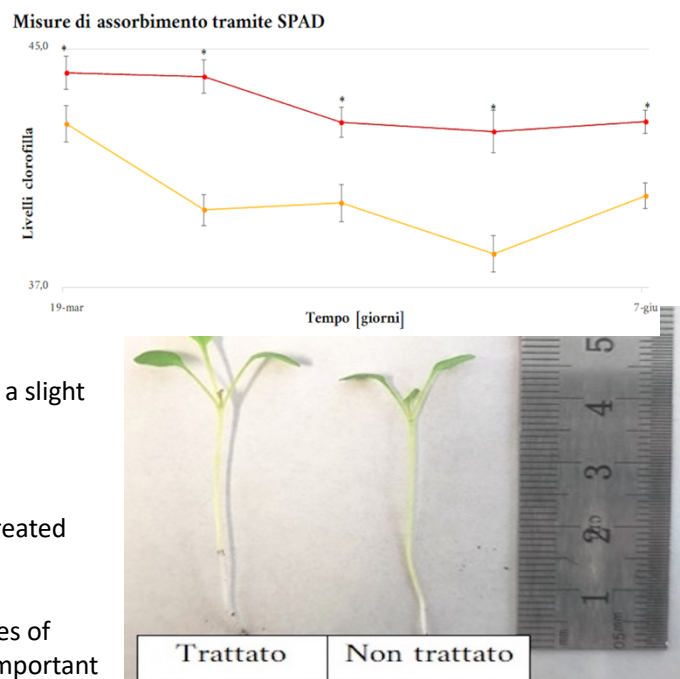 Misure di assorbimento tramite SPAD
45,0
*
*
*
*
*
Livelli clorofilla
37,0
19-mar
7-giu
Tempo [giorni]
a slight
reated
es of
mportant
5
4
3
2
1
mm
Trattato
Non trattato